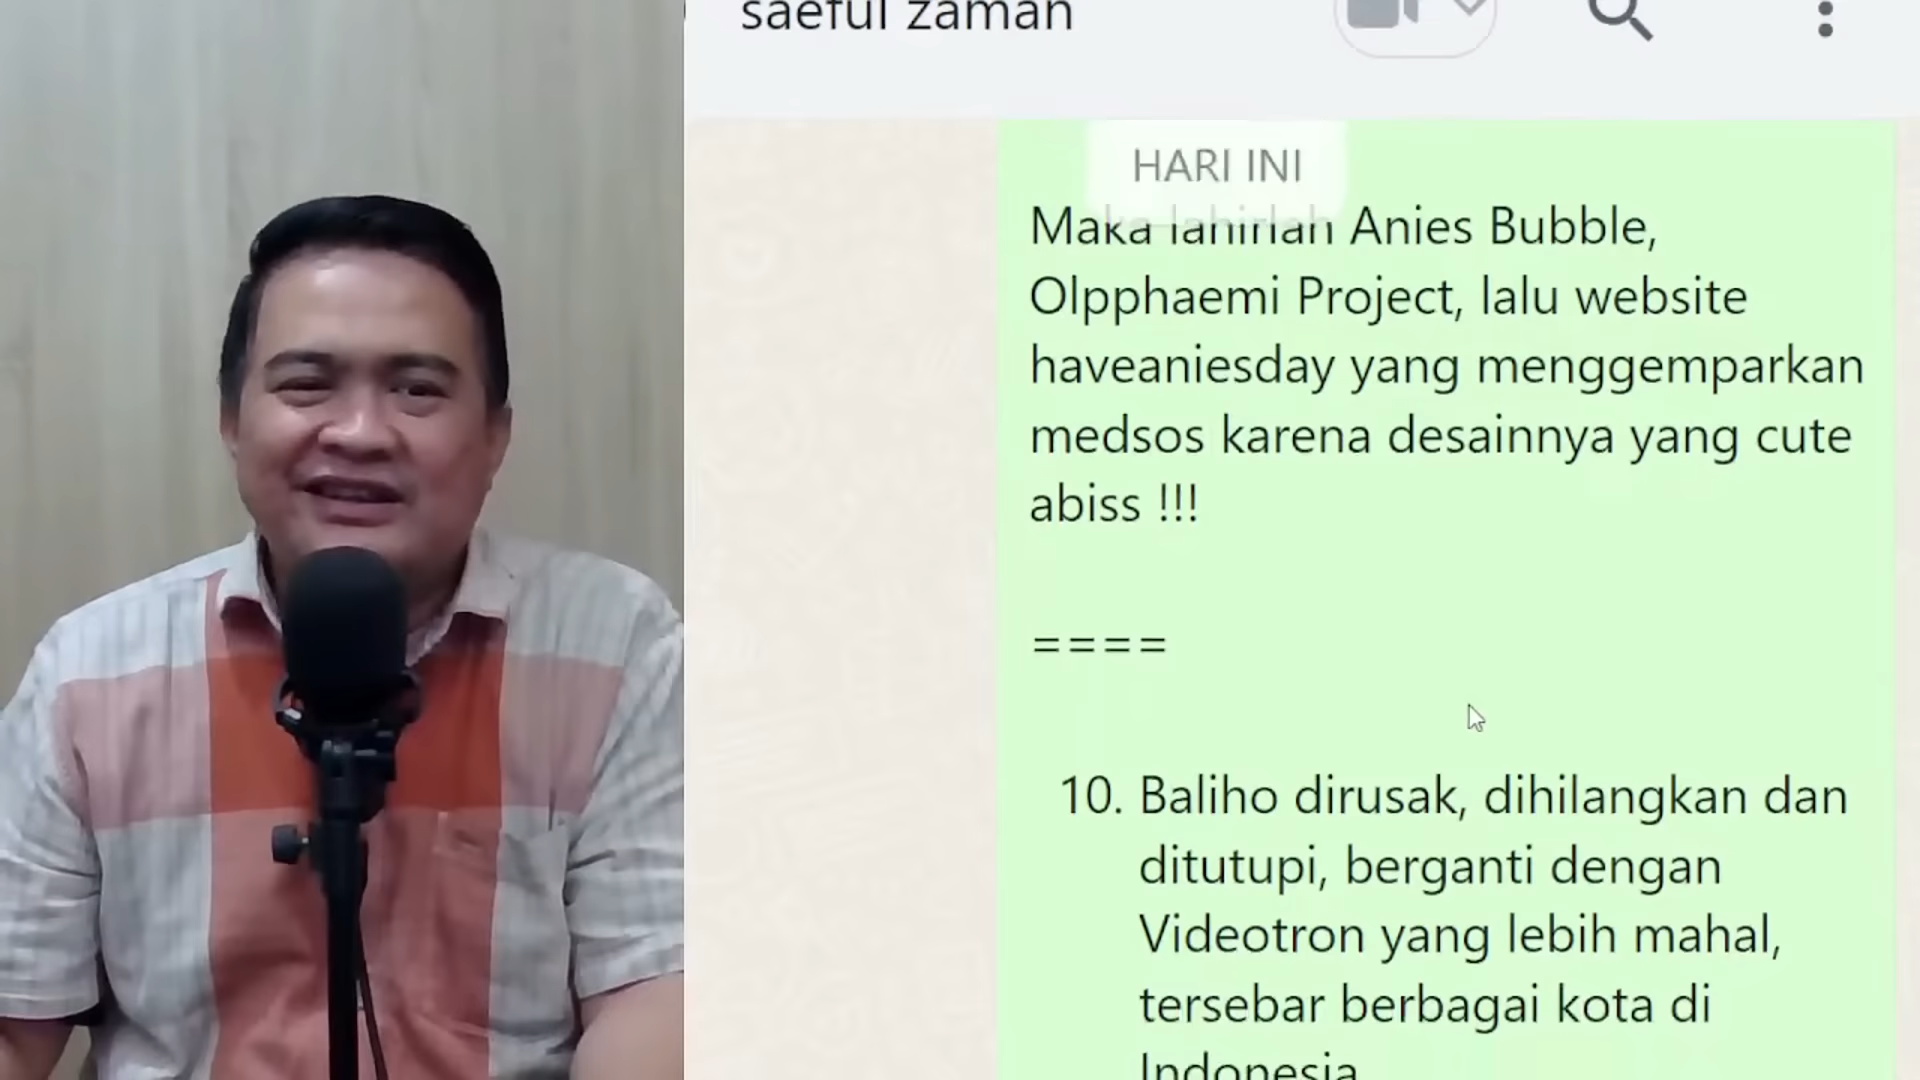 saeful zaman
HARI INI
Maka lahirlah Anies Bubble,
Olpphaemi Project, lalu website
haveaniesday yang menggemparkan
medsos karena desainnya yang cute
abiss !!!
====
10. Baliho dirusak, dihilangkan dan
ditutupi, berganti dengan
Videotron yang lebih mahal,
tersebar berbagai kota di
Indonesia